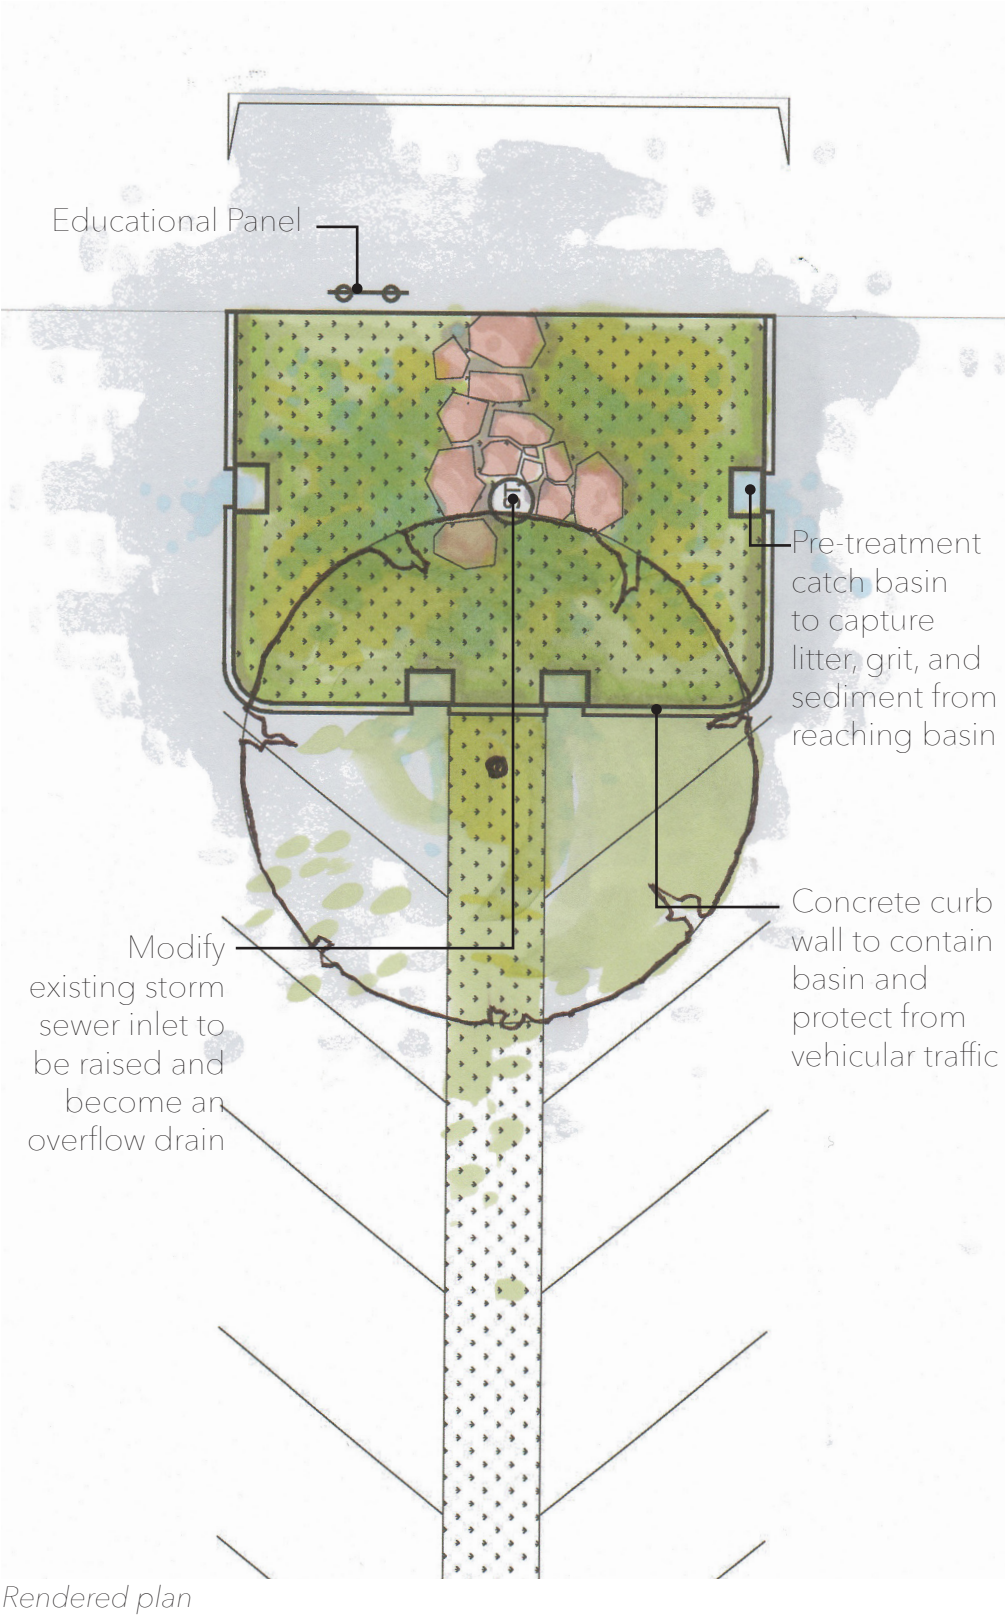 Educational Panel
Pre-treatment
catch basin
to capture
litter, grit, and
sediment from
reaching basin
Concrete curb
wall to contain
basin and
protect from
vehicular traffic
Modify
existing storm
sewer inlet to
be raised and
become an
overflow drain
Rendered plan